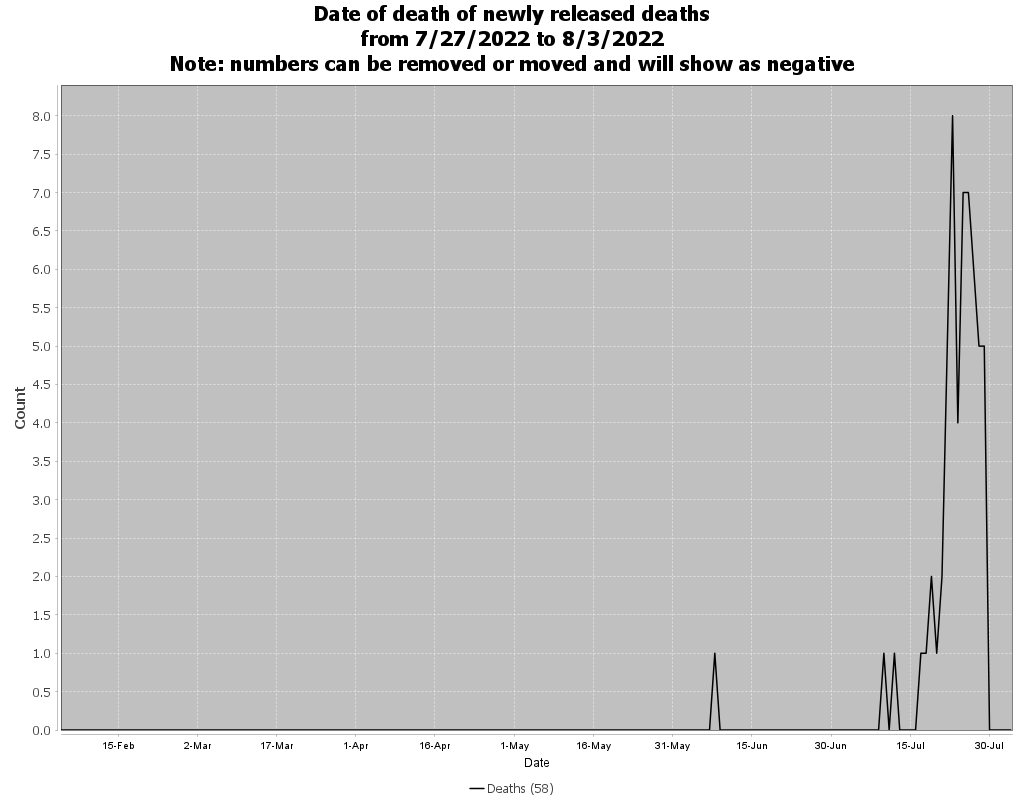 Date of death of newly released deaths
from 7/27/2022 to 8/3/2022
Note: numbers can be removed or moved and will show as negative
8.0
7.5
7.0
6.5
6.0
5.5
5.0
4.5
4.0
3.5
3.0
2.5
2.0
1.5
1.0
0.5
0.0
Count
15-Feb 2-Mar 17-Mar 1-Apr 16-Apr 1-May 16-May 31-May 15-Jun 30-Jun 15-Jul 30-Jul
Date
Deaths (58)